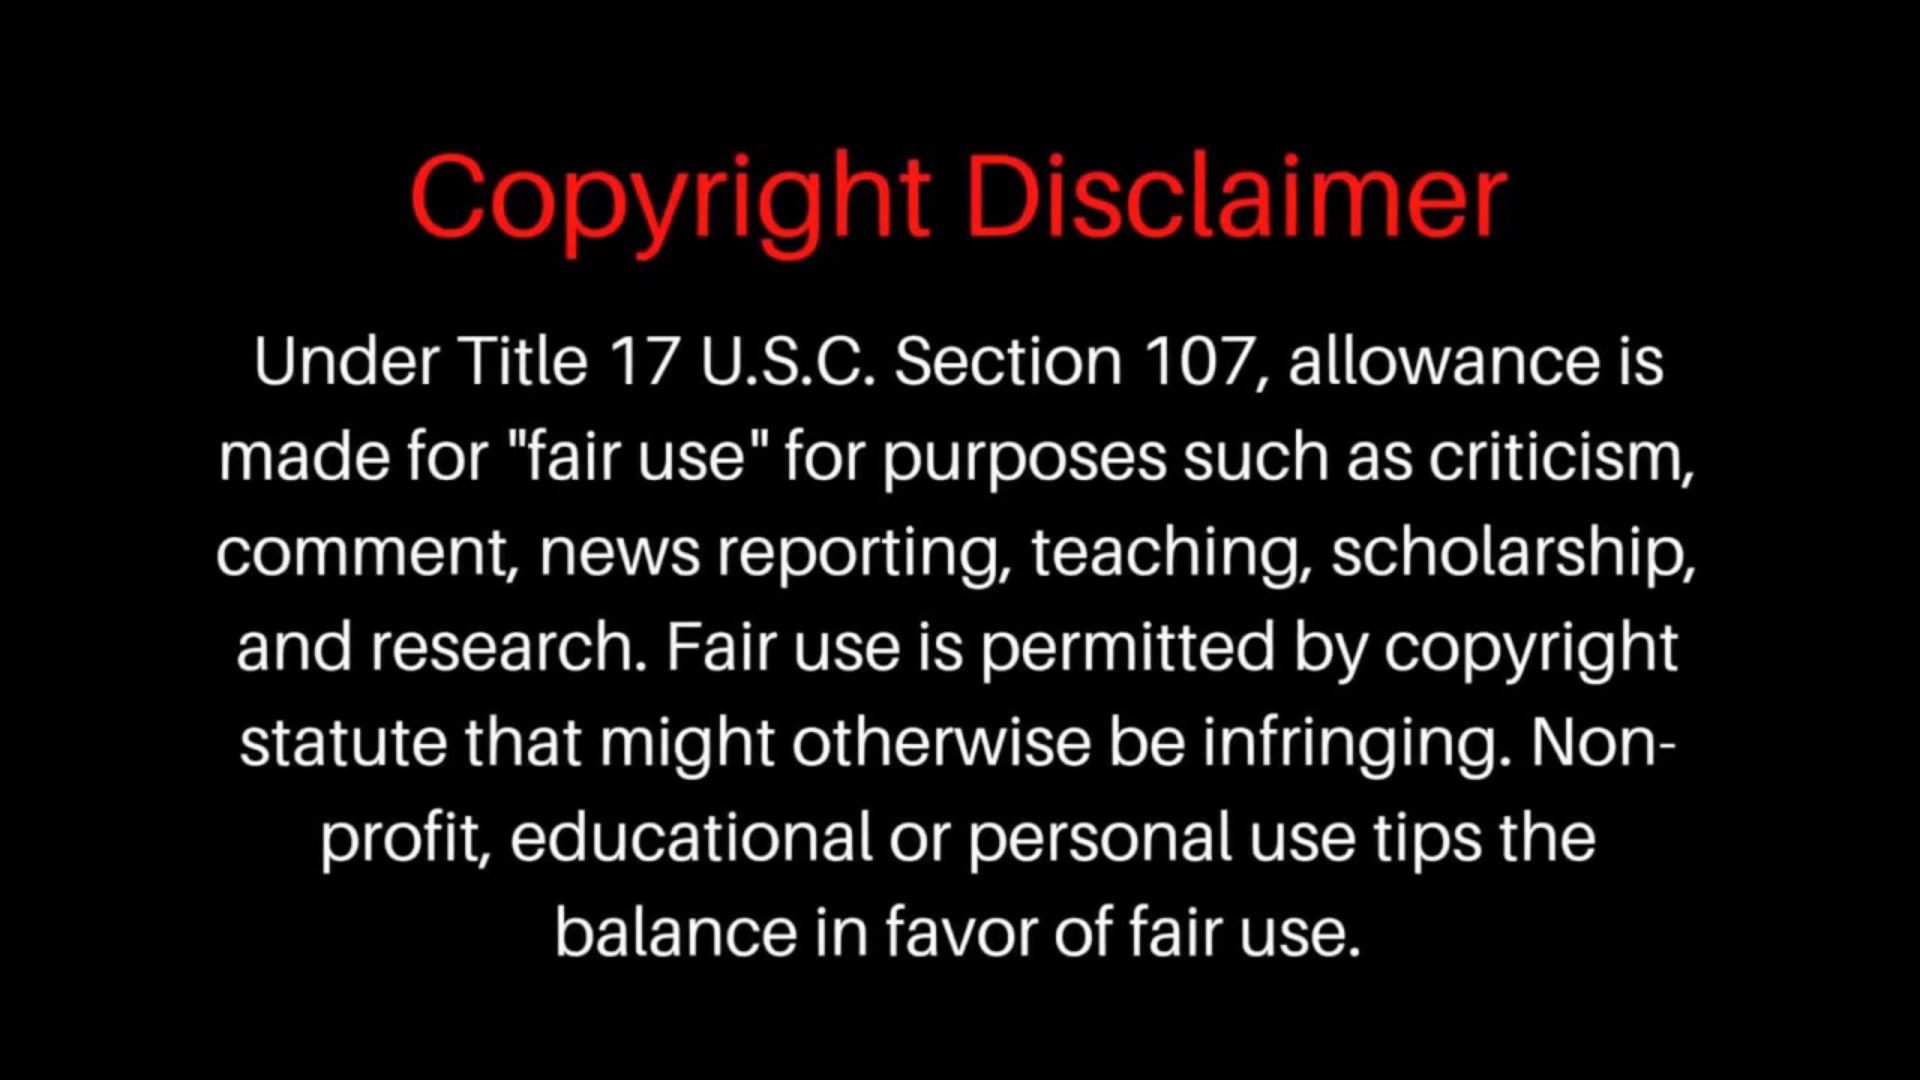 Copyright Disclaimer
Under Title 17 U.S.C. Section 107, allowance is
made for "fair use" for purposes such as criticism,
comment, news reporting, teaching, scholarship,
and research. Fair use is permitted by copyright
statute that might otherwise be infringing. Non-
profit, educational or personal use tips the
balance in favor of fair use.